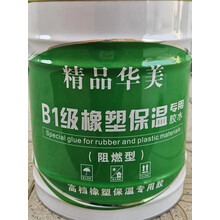 精品华美
B1级橡塑保温专用胶水
Special glue for rubber and plastic materials
(阻燃型)
高档橡塑保温专用胶